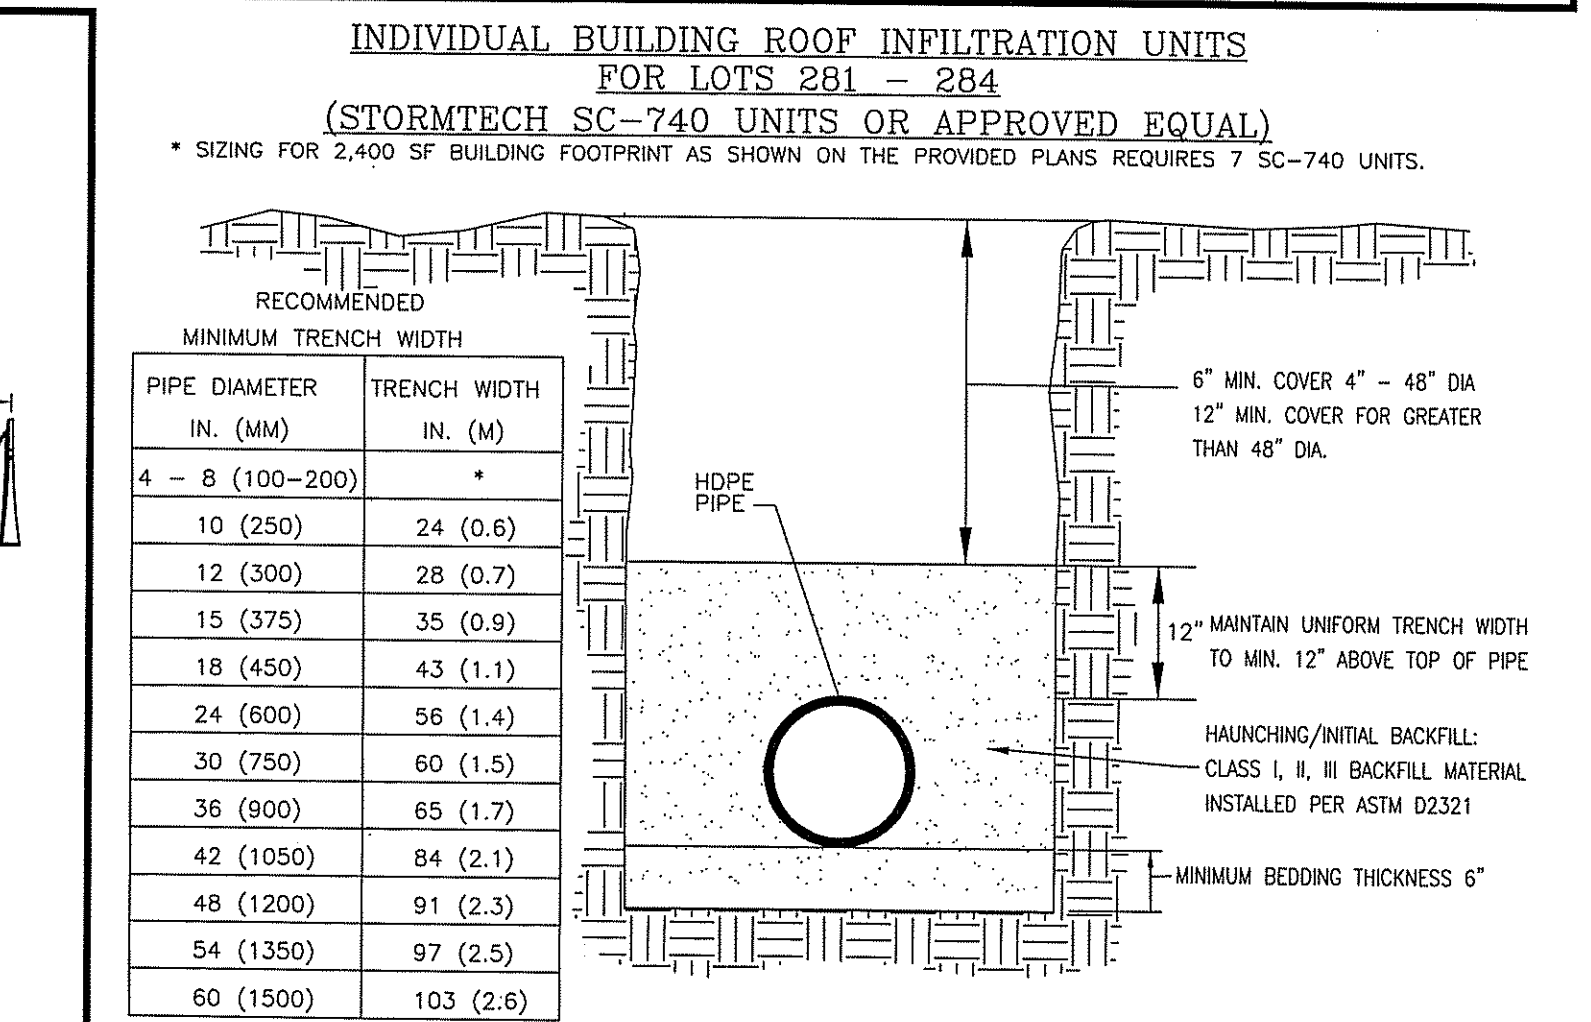 INDIVIDUAL BUILDING ROOF INFILTRATION UNITS
FOR LOTS 281 - 284
(STORMTECH SC-740 UNITS OR APPROVED EQUAL)
* SIZING FOR 2,400 SF BUILDING FOOTPRINT AS SHOWN ON THE PROVIDED PLANS REQUIRES 7 SC-740 UNITS.
RECOMMENDED
MINIMUM TRENCH WIDTH
PIPE DIAMETER TRENCH WIDTH
IN. (MM) IN. (M)
4 - 8 (100-200) *
10 (250) 24 (0.6)
12 (300) 28 (0.7)
15 (375) 35 (0.9)
18 (450) 43 (1.1)
24 (600) 56 (1.4)
30 (750) 60 (1.5)
36 (900) 65 (1.7)
42 (1050) 84 (2.1)
48 (1200) 91 (2.3)
54 (1350) 97 (2.5)
60 (1500) 103 (2.6)
HDPE
PIPE
6" MIN. COVER 4" - 48" DIA
12" MIN. COVER FOR GREATER
THAN 48" DIA.
12" MAINTAIN UNIFORM TRENCH WIDTH
TO MIN. 12" ABOVE TOP OF PIPE
HAUNCHING/INITIAL BACKFILL:
CLASS I, II, III BACKFILL MATERIAL
INSTALLED PER ASTM D2321
MINIMUM BEDDING THICKNESS 6"